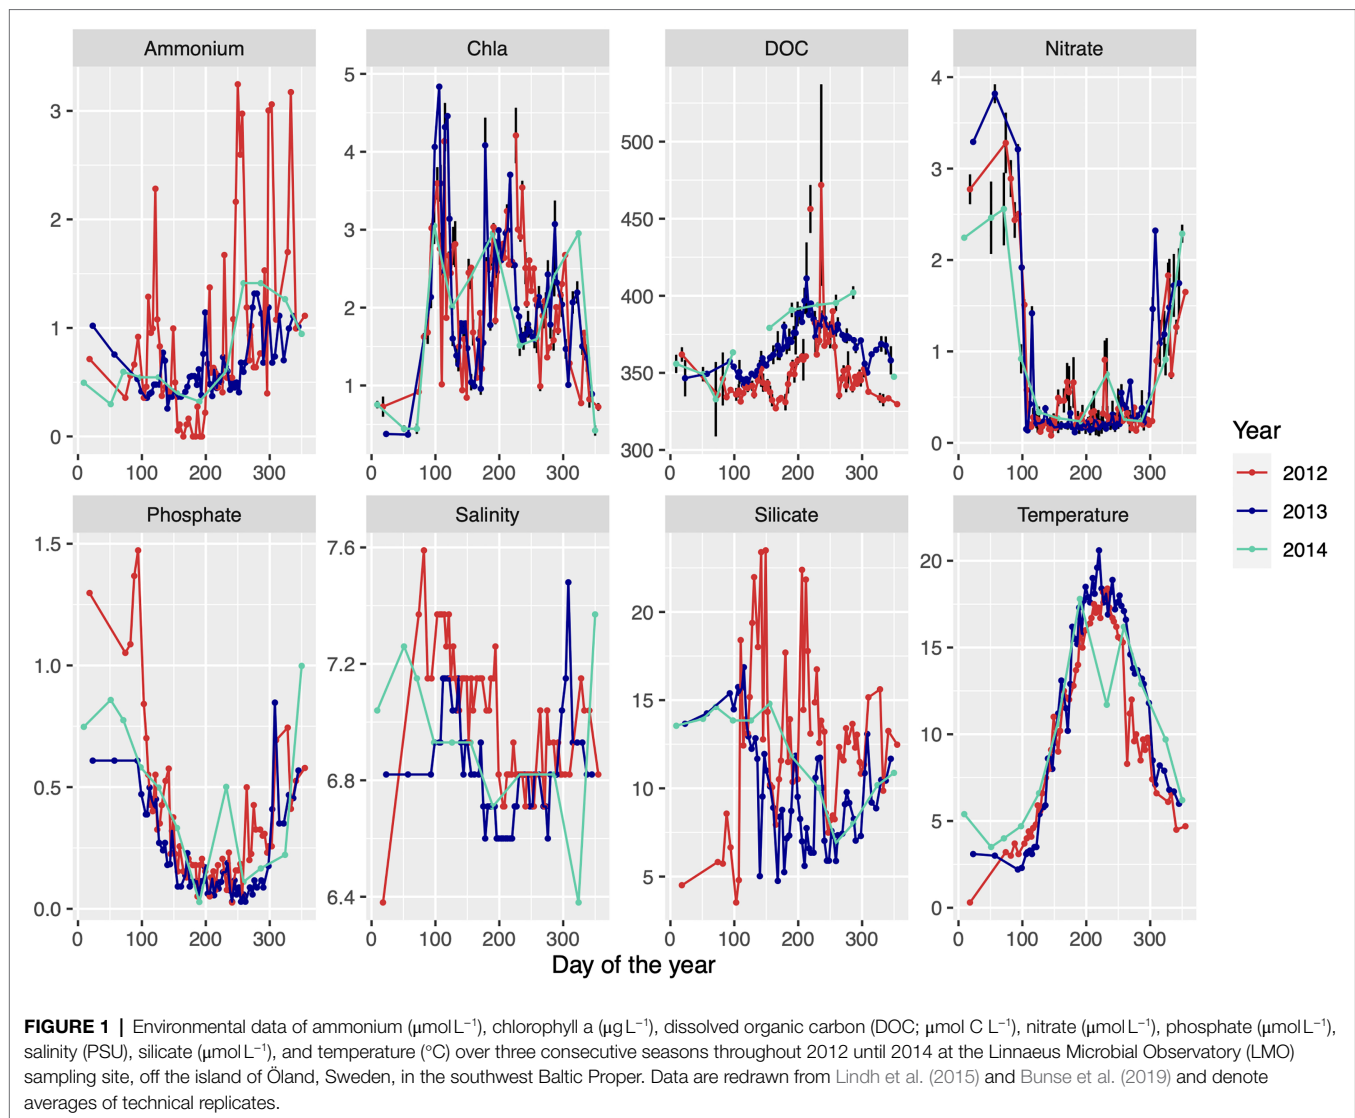 Ammonium
Chla
DOC
Nitrate
3
2
1
0
0 100 200 300
5
4
3
2
1
0 100 200 300
500
450
400
350
300
0 100 200 300
4
3
2
1
0
0 100 200 300
Year
2012
2013
2014
Phosphate
Salinity
Silicate
Temperature
1.5
1.0
0.5
0.0
0 100 200 300
7.6
7.2
6.8
6.4
0 100 200 300
20
15
10
5
0 100 200 300
20
15
10
5
0
0 100 200 300
Day of the year
FIGURE 1 | Environmental data of ammonium (μmol L⁻¹), chlorophyll a (μg L⁻¹), dissolved organic carbon (DOC; μmol C L⁻¹), nitrate (μmol L⁻¹), phosphate (μmol L⁻¹),
salinity (PSU), silicate (μmol L⁻¹), and temperature (°C) over three consecutive seasons throughout 2012 until 2014 at the Linnaeus Microbial Observatory (LMO)
sampling site, off the island of Öland, Sweden, in the southwest Baltic Proper. Data are redrawn from Lindh et al. (2015) and Bunse et al. (2019) and denote
averages of technical replicates.